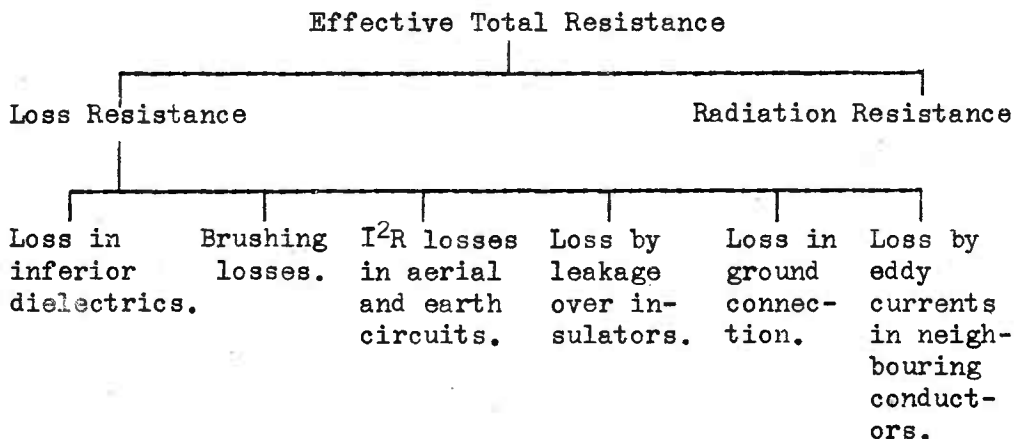 Effective Total Resistance
Loss Resistance
Radiation Resistance
Loss in
inferior
dielectrics.
Brushing
losses.
I²R losses
in aerial
and earth
circuits.
Loss by
leakage
over in-
sulators.
Loss in
ground
connec-
tion.
Loss by
eddy
currents
in neigh-
bouring
conduct-
ors.